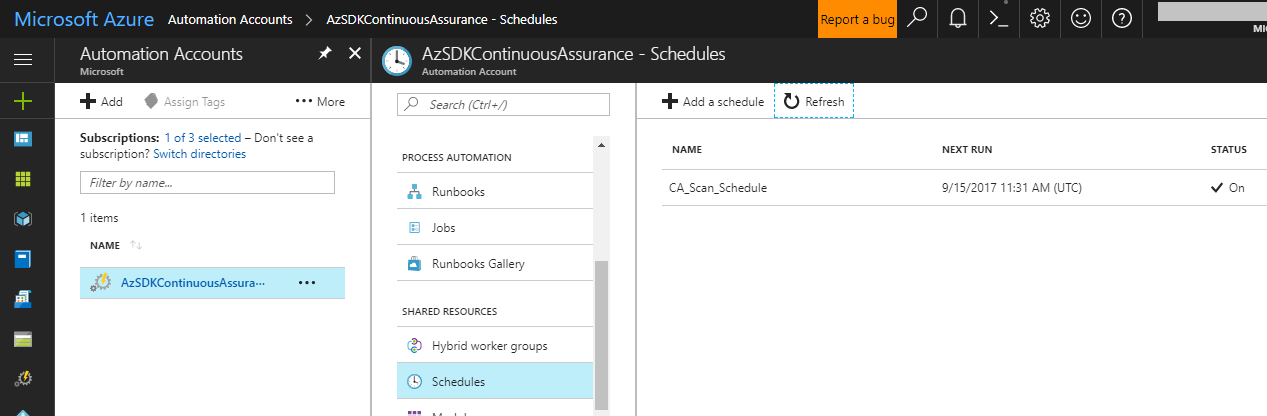 Microsoft Azure Automation Accounts > AzSDKContinuousAssurance - Schedules Report a bug
Automation Accounts
Microsoft
Add Assign Tags ••• More
Subscriptions: 1 of 3 selected – Don't see a
subscription? Switch directories
Filter by name...
1 items
NAME
AzSDKContinuousAssura··· •••
AzSDKContinuousAssurance - Schedules
Automation Account
Search (Ctrl+/)
PROCESS AUTOMATION
Runbooks
Jobs
Runbooks Gallery
SHARED RESOURCES
Hybrid worker groups
Schedules
Add a schedule Refresh
NAME NEXT RUN STATUS
CA_Scan_Schedule 9/15/2017 11:31 AM (UTC) On